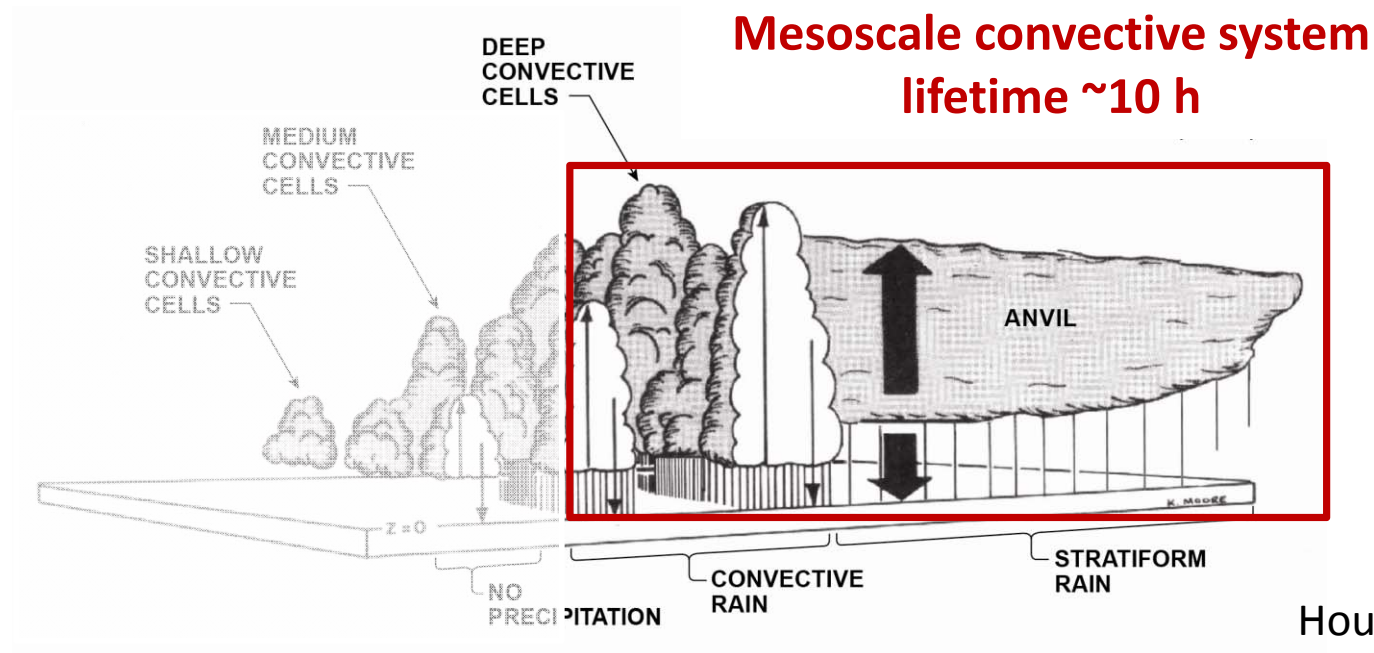 Mesoscale convective system
lifetime ~10 h
DEEP
CONVECTIVE
CELLS
MEDIUM
CONVECTIVE
CELLS
SHALLOW
CONVECTIVE
CELLS
ANVIL
K. MOORE
Z = 0
NO
PRECIPITATION
CONVECTIVE
RAIN
STRATIFORM
RAIN
Hou